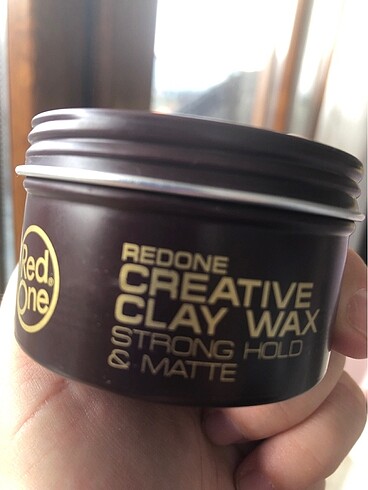 Red
One®
REDONE
CREATIVE
CLAY WAX
STRONG HOLD
& MATTE